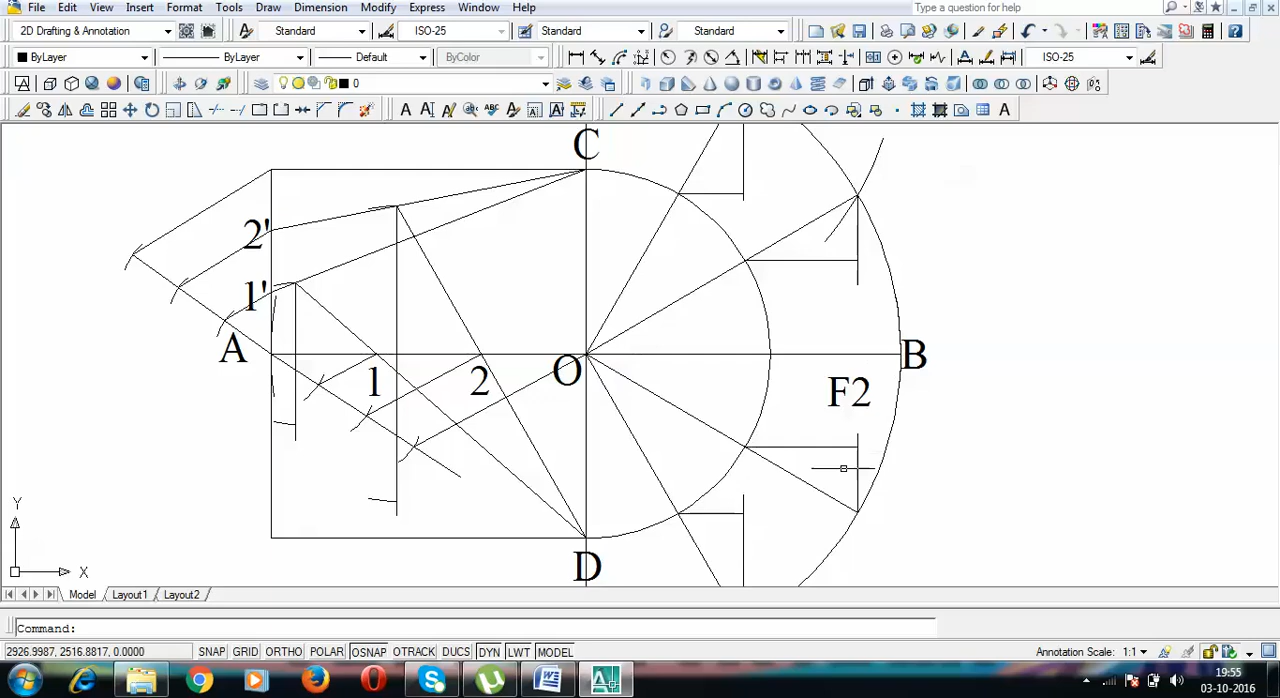 File Edit View Insert Format Tools Draw Dimension Modify Express Window Help Type a question for help
2D Drafting & Annotation Standard ISO-25 Standard Standard
ByLayer ByLayer Default ByColor ISO-25
0
A A
C
2'
1'
A
B
O
1
2
F2
D
Y
X
Model Layout1 Layout2
Command:
2926.9987, 2516.8817, 0.0000 SNAP GRID ORTHO POLAR OSNAP OTRACK DUCS DYN LWT MODEL Annotation Scale: 1:1
19:55
03-10-2016